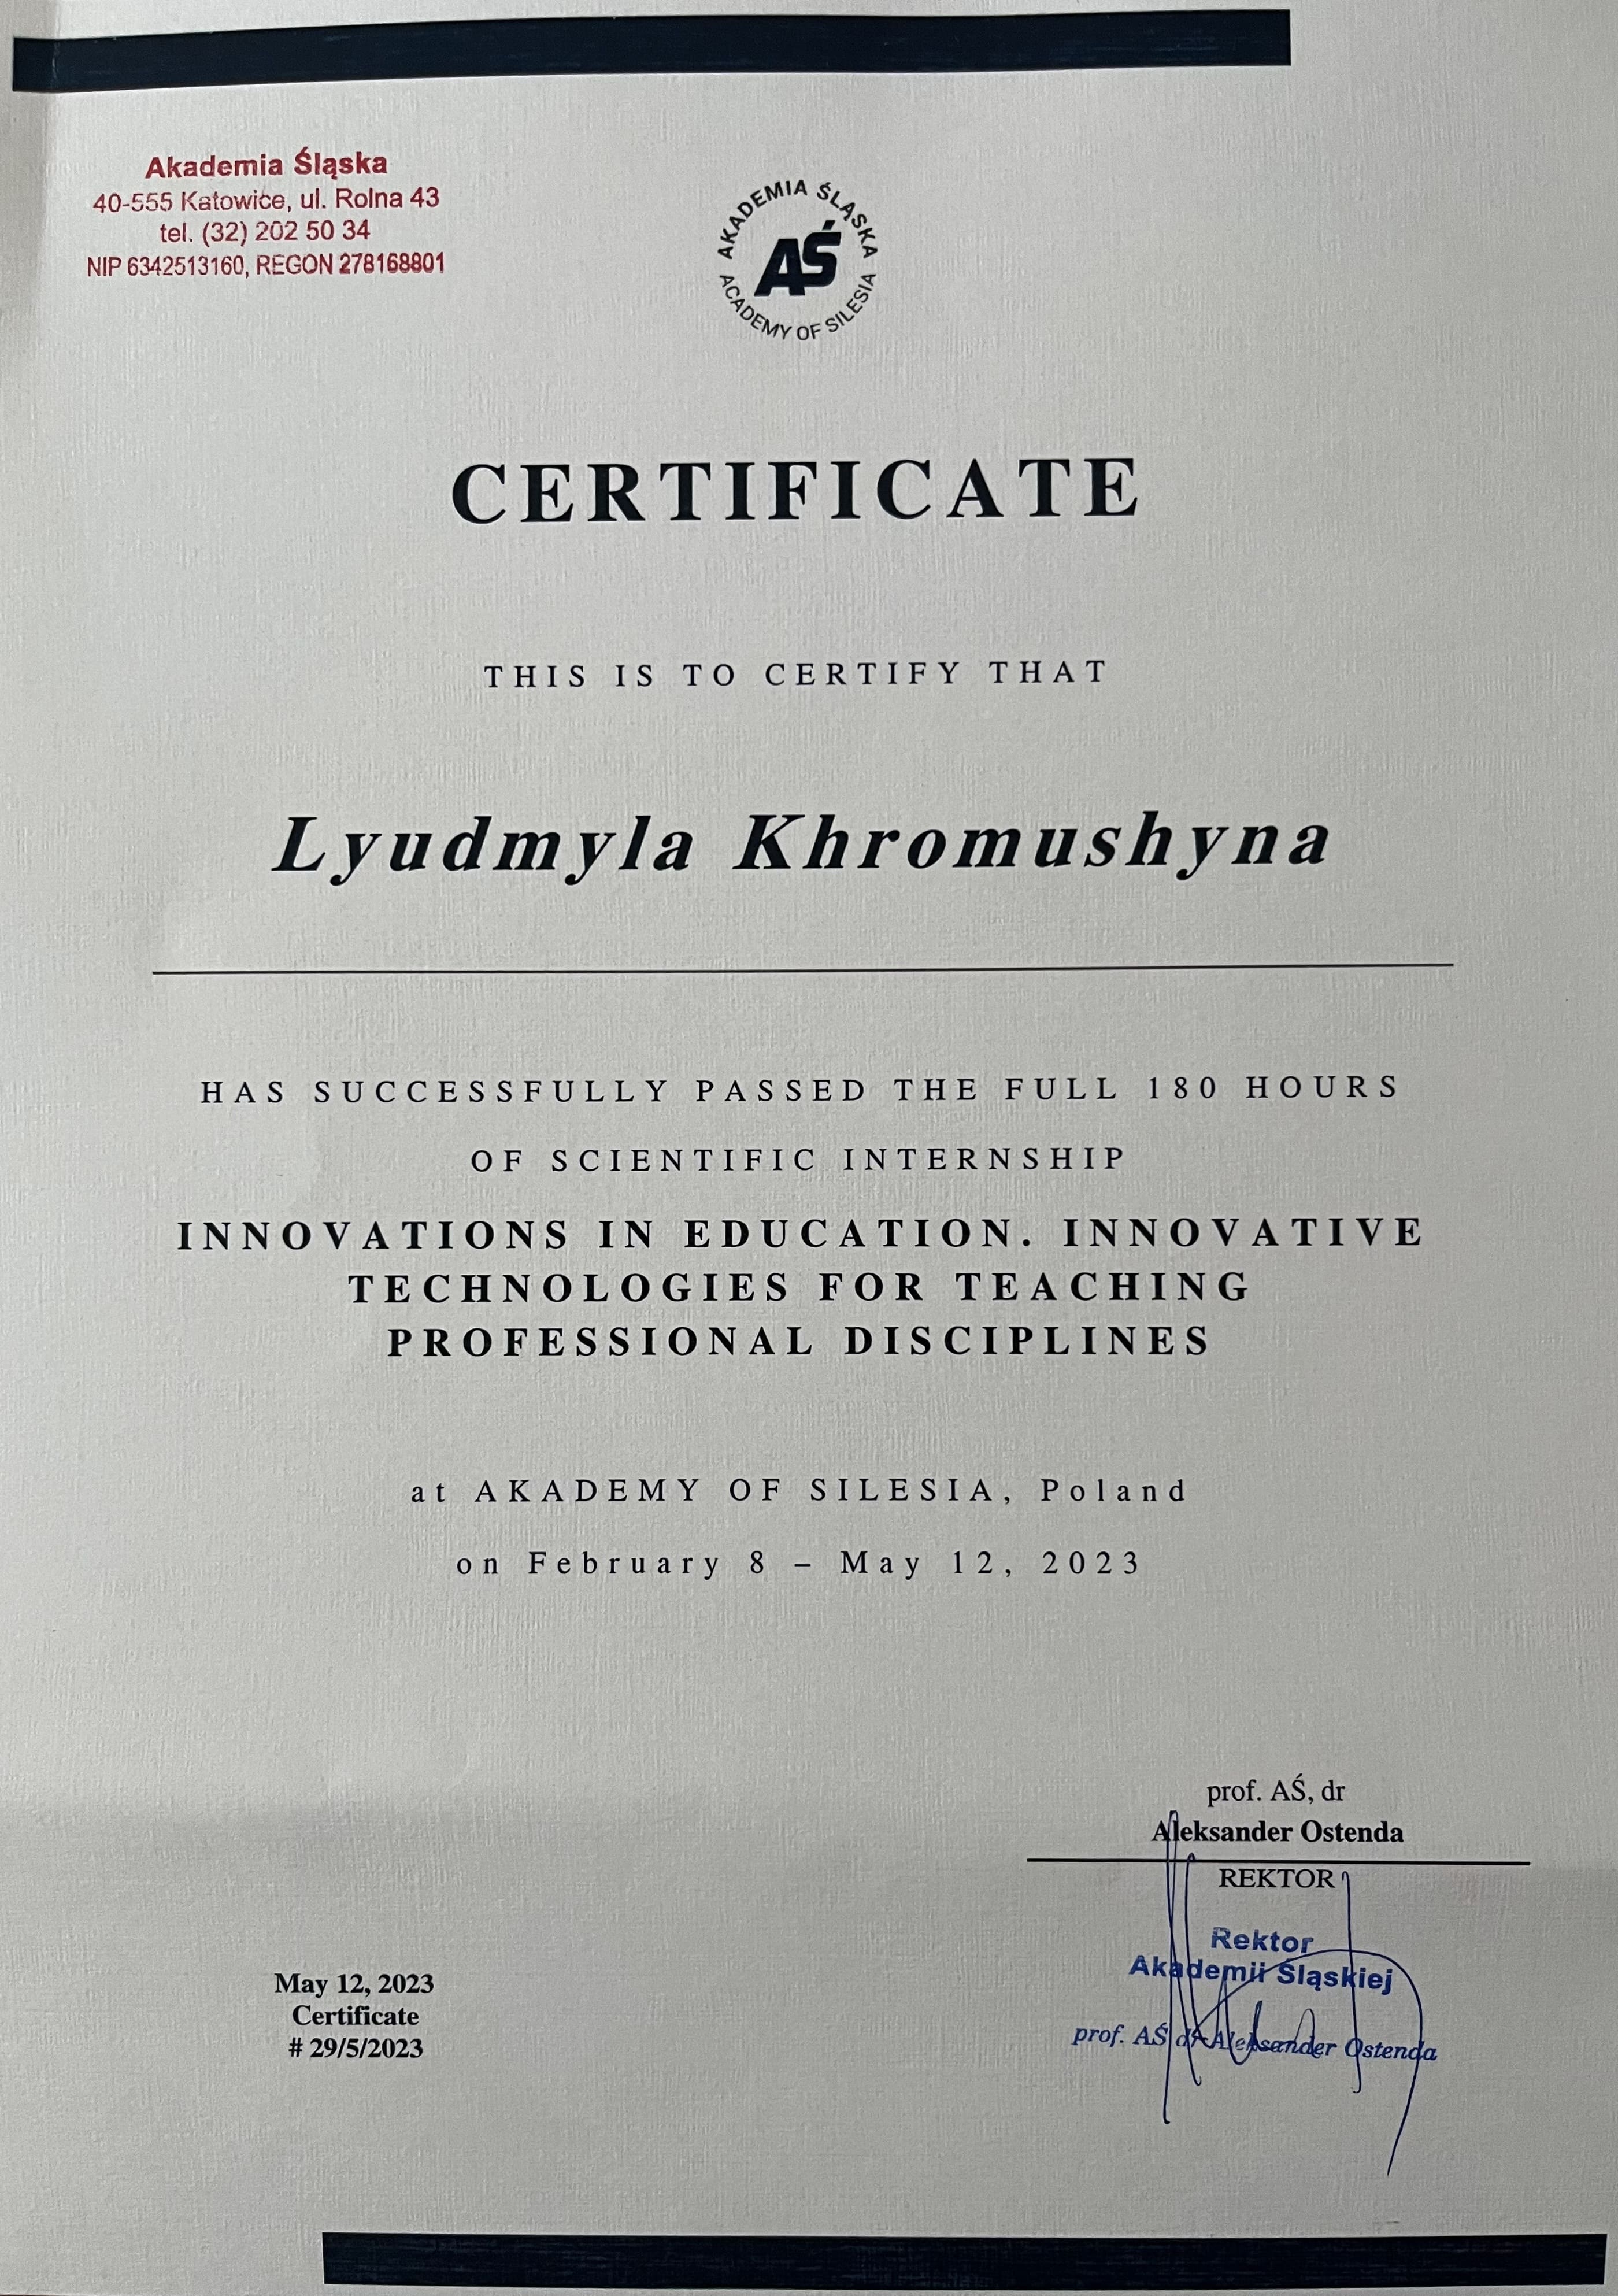 Akademia Śląska
40-555 Katowice, ul. Rolna 43
tel. (32) 202 50 34
NIP 6342513160, REGON 278168801
AKADEMIA ŚLĄSKA
AŚ
ACADEMY OF SILESIA
CERTIFICATE
THIS IS TO CERTIFY THAT
Lyudmyla Khromushyna
HAS SUCCESSFULLY PASSED THE FULL 180 HOURS
OF SCIENTIFIC INTERNSHIP
INNOVATIONS IN EDUCATION. INNOVATIVE
TECHNOLOGIES FOR TEACHING
PROFESSIONAL DISCIPLINES
at AKADEMY OF SILESIA, Poland
on February 8 – May 12, 2023
prof. AŚ, dr
Aleksander Ostenda
REKTOR
Rektor
Akademii Śląskiej
prof. AŚ dr Aleksander Ostenda
May 12, 2023
Certificate
# 29/5/2023